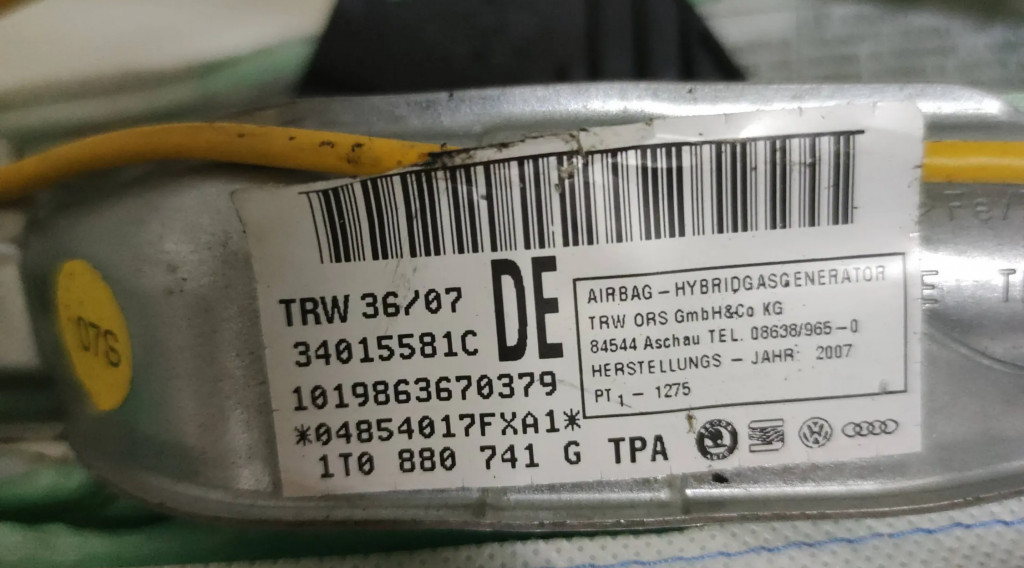 07S
TRW 36/07
34015581C
DE
1019863670379
*04854017FXA1*
1T0 880 741 G TPA
AIRBAG - HYBRIDGASGENERATOR
TRW ORS GmbH&Co KG
84544 Aschau TEL. 08638/965-0
HERSTELLUNGS - JAHR: 2007
PT1 - 1275